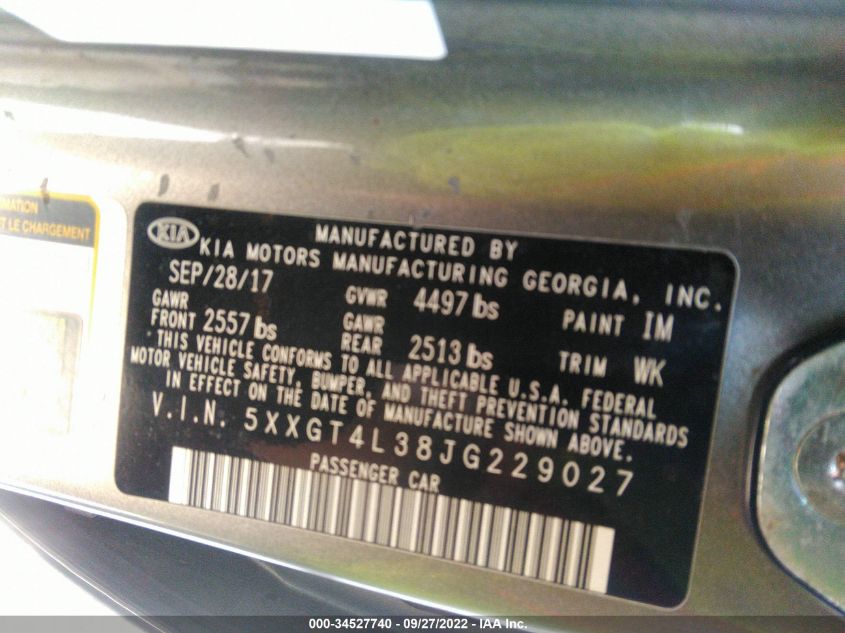 MATION
T LE CHARGEMENT
KIA
MANUFACTURED BY
KIA MOTORS MANUFACTURING GEORGIA, INC.
SEP/28/17
GAWR
FRONT 2557 lbs
GVWR 4497 lbs
GAWR
REAR 2513 lbs
PAINT IM
TRIM WK
THIS VEHICLE CONFORMS TO ALL APPLICABLE U.S.A. FEDERAL
MOTOR VEHICLE SAFETY, BUMPER, AND THEFT PREVENTION STANDARDS
IN EFFECT ON THE DATE OF MANUFACTURE SHOWN ABOVE.
V.I.N. 5XXGT4L38JG229027
PASSENGER CAR
000-34527740 - 09/27/2022 - IAA Inc.